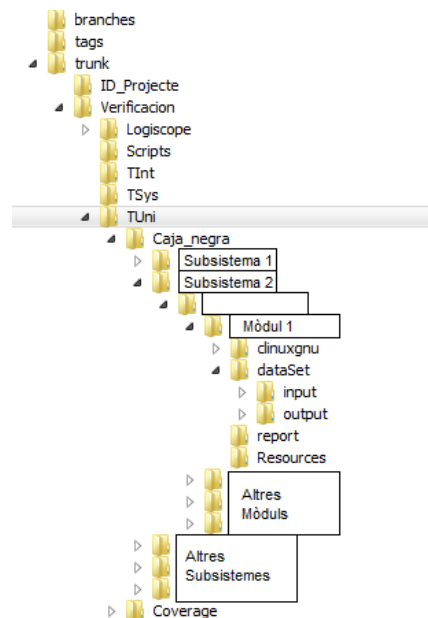 branches
tags
trunk
ID_Projecte
Verificacion
Logiscope
Scripts
TInt
TSys
TUni
Caja_negra
Subsistema 1
Subsistema 2
Mòdul 1
clinuxgnu
dataSet
input
output
report
Resources
Altres
Mòduls
Altres
Subsistemes
Coverage